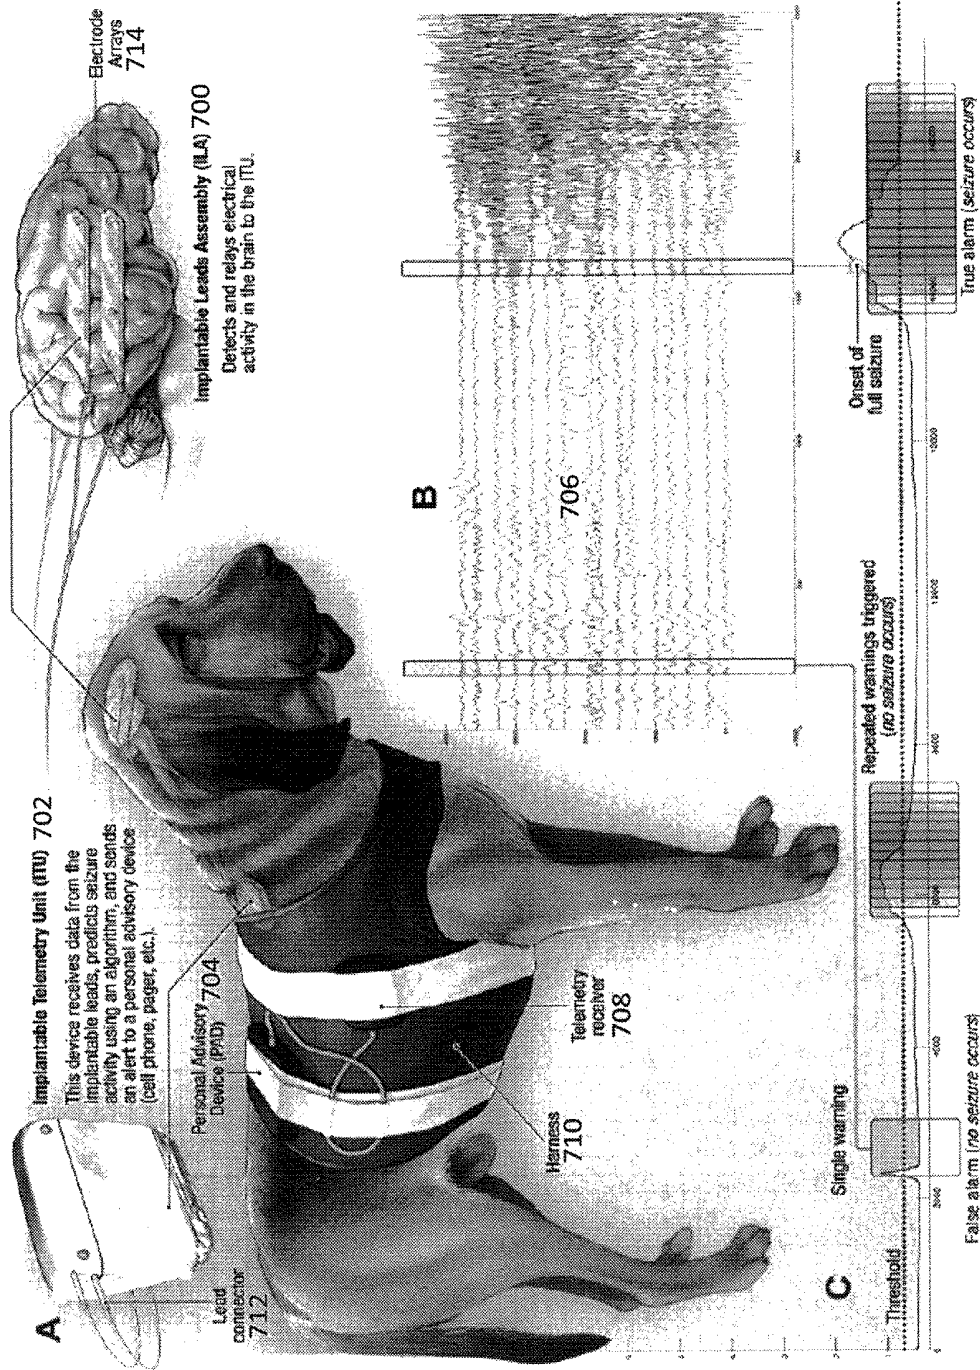 A
Implantable Telemetry Unit (ITU) 702
This device receives data from the
implantable leads, predicts seizure
activity using an algorithm, and sends
an alert to a personal advisory device
(cell phone, pager, etc.).
Lead
connector
712
Personal Advisory
Device (PAD) 704
Harness
710
Telemetry
receiver
708
Electrode
Arrays
714
Implantable Leads Assembly (ILA) 700
Detects and relays electrical
activity in the brain to the ITU.
B
706
C
Threshold
Single warning
False alarm (no seizure occurs)
Repeated warnings triggered
(no seizure occurs)
Onset of
full seizure
True alarm (seizure occurs)
0
2000
4000